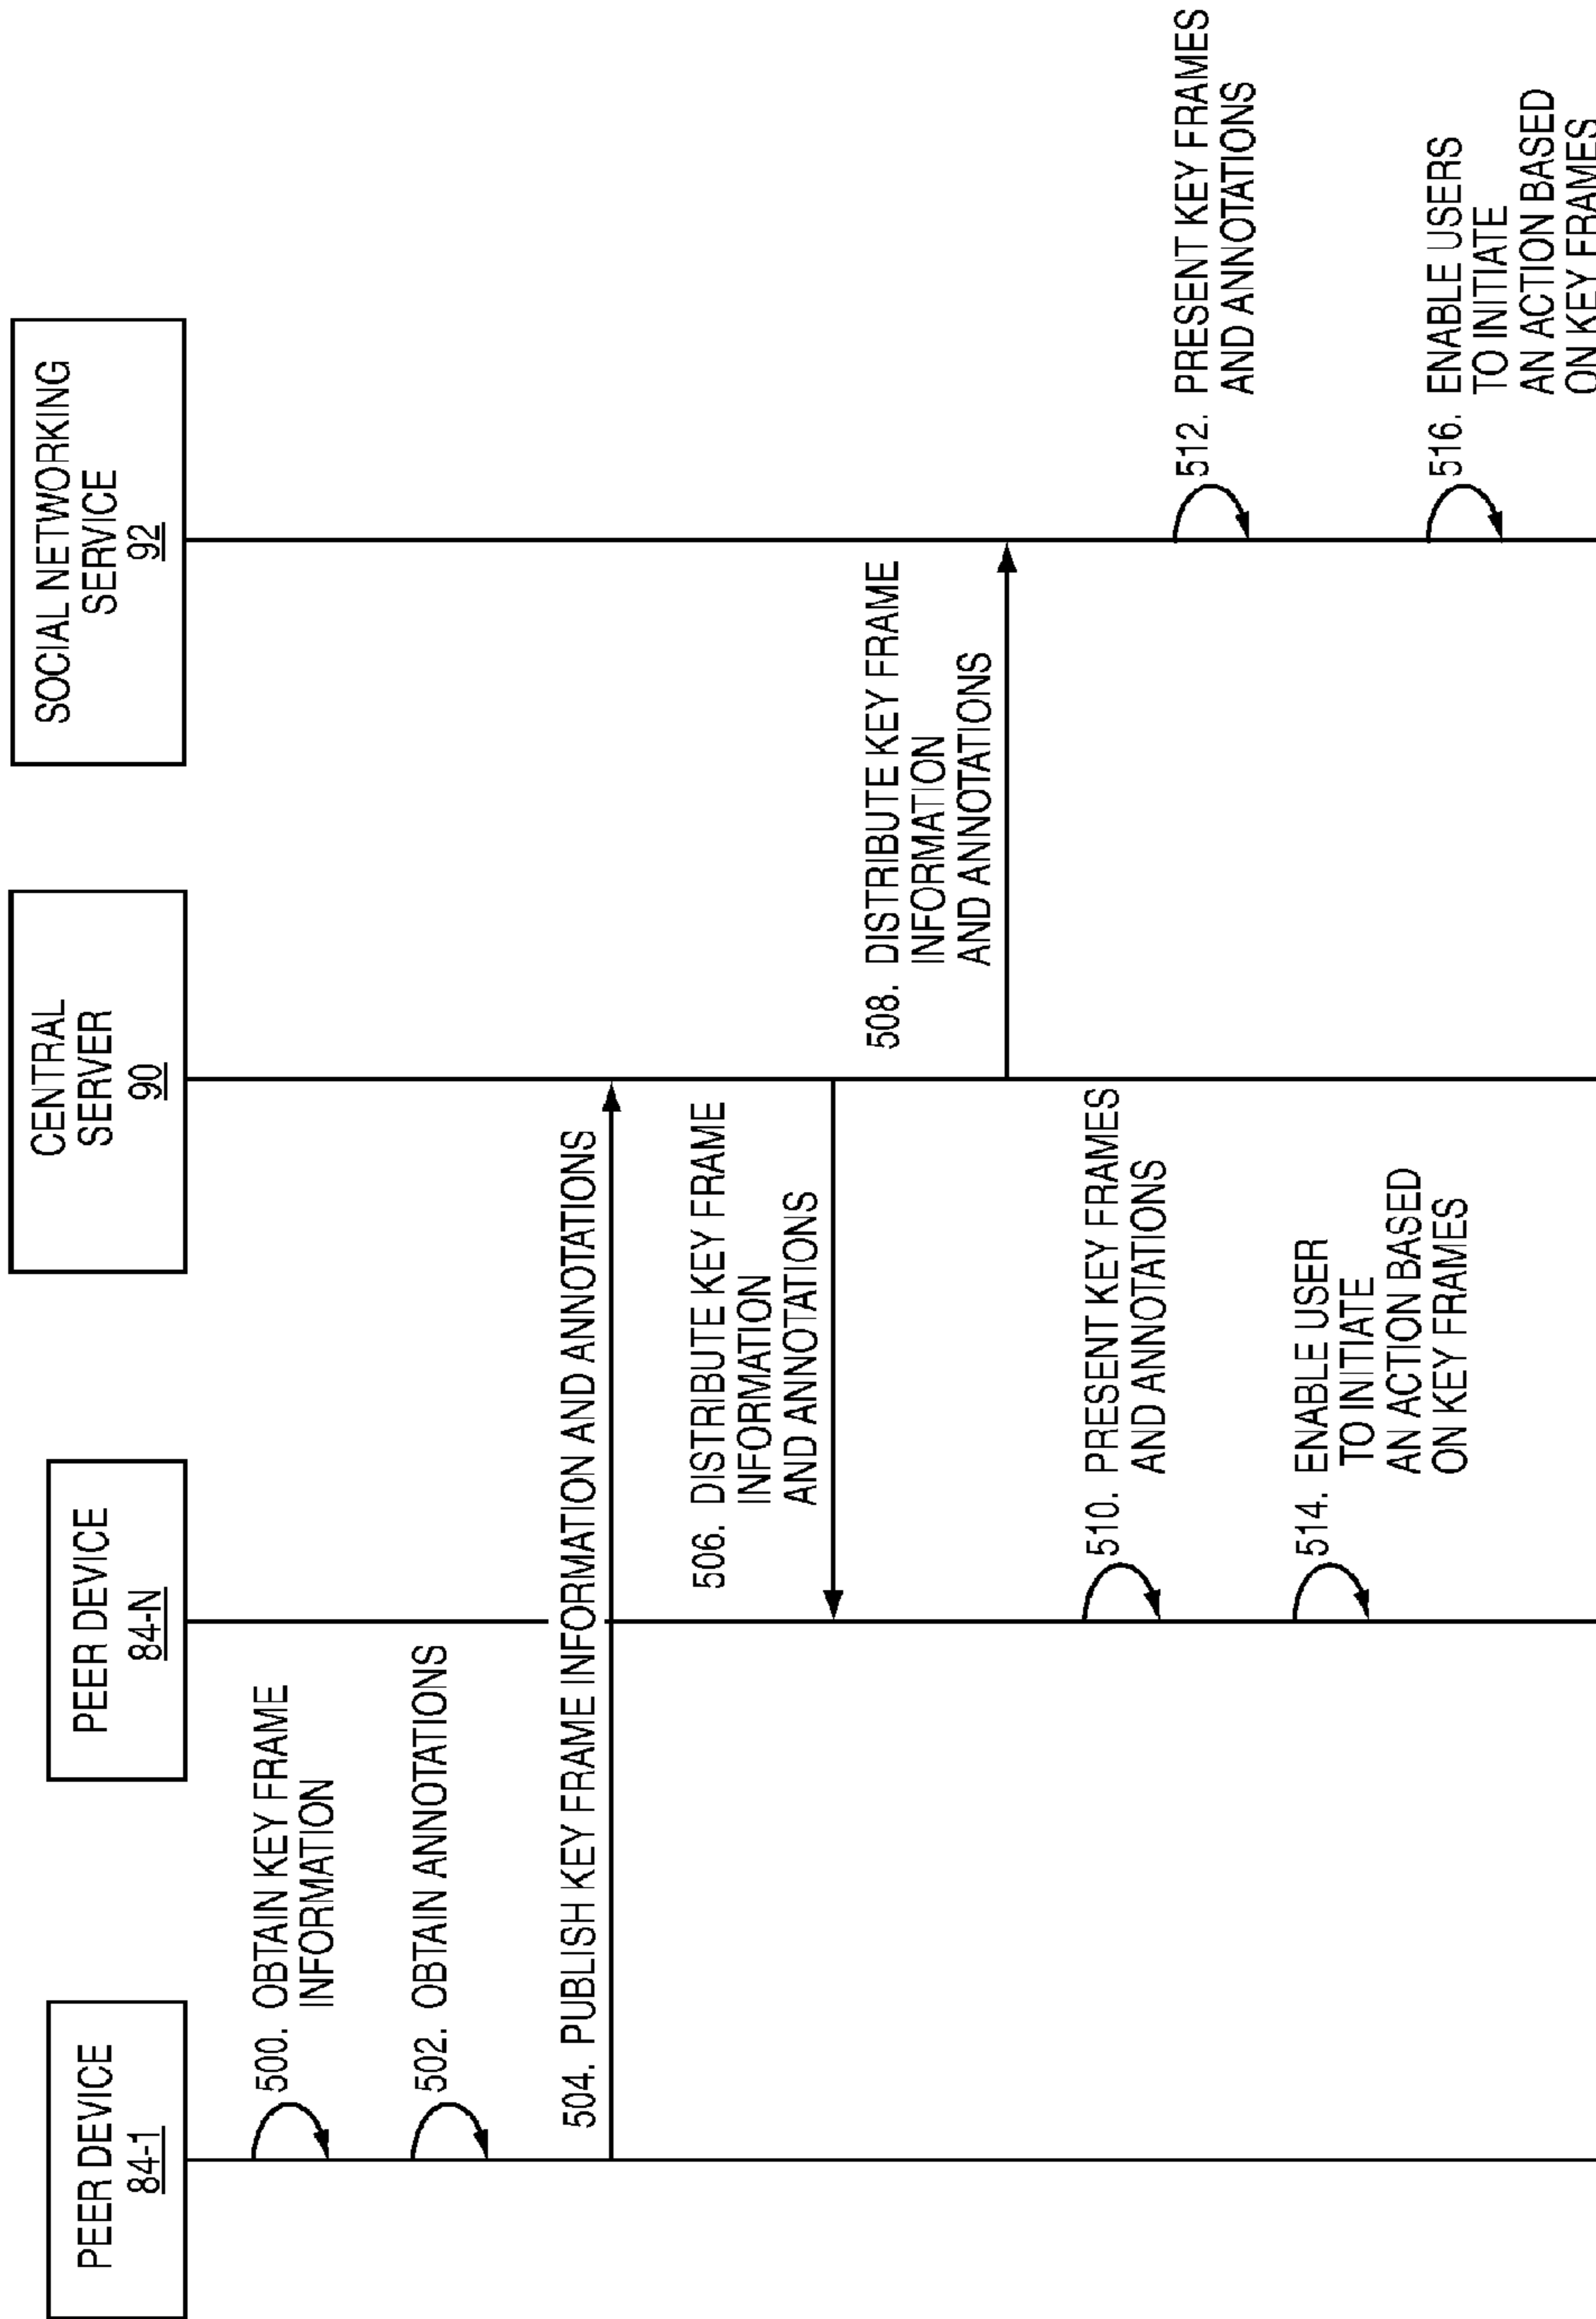 PEER DEVICE
84-1
PEER DEVICE
84-N
CENTRAL
SERVER
90
SOCIAL NETWORKING
SERVICE
92
500. OBTAIN KEY FRAME
INFORMATION
502. OBTAIN ANNOTATIONS
504. PUBLISH KEY FRAME INFORMATION AND ANNOTATIONS
506. DISTRIBUTE KEY FRAME
INFORMATION
AND ANNOTATIONS
508. DISTRIBUTE KEY FRAME
INFORMATION
AND ANNOTATIONS
510. PRESENT KEY FRAMES
AND ANNOTATIONS
512. PRESENT KEY FRAMES
AND ANNOTATIONS
514. ENABLE USER
TO INITIATE
AN ACTION BASED
ON KEY FRAMES
516. ENABLE USERS
TO INITIATE
AN ACTION BASED
ON KEY FRAMES